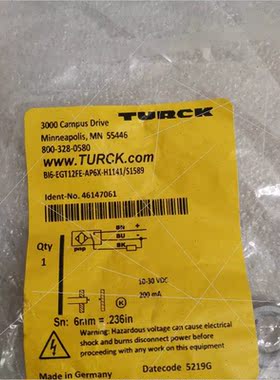 TURCK
3000 Campus Drive
Minneapolis, MN 55446
800-328-0580
www.TURCK.com
BI6-EGT12FE-AP6X-H1141/S1589
Ident-No. 46147061
Qty
1
BN +
BU -
BK
pnp
10-30 VDC
200 mA
Sn: 6mm = .236in
Warning: Hazardous voltage can cause electrical
shock and burns disconnect power before
proceeding with any work on this equipment.
Made in Germany Datecode 5219G